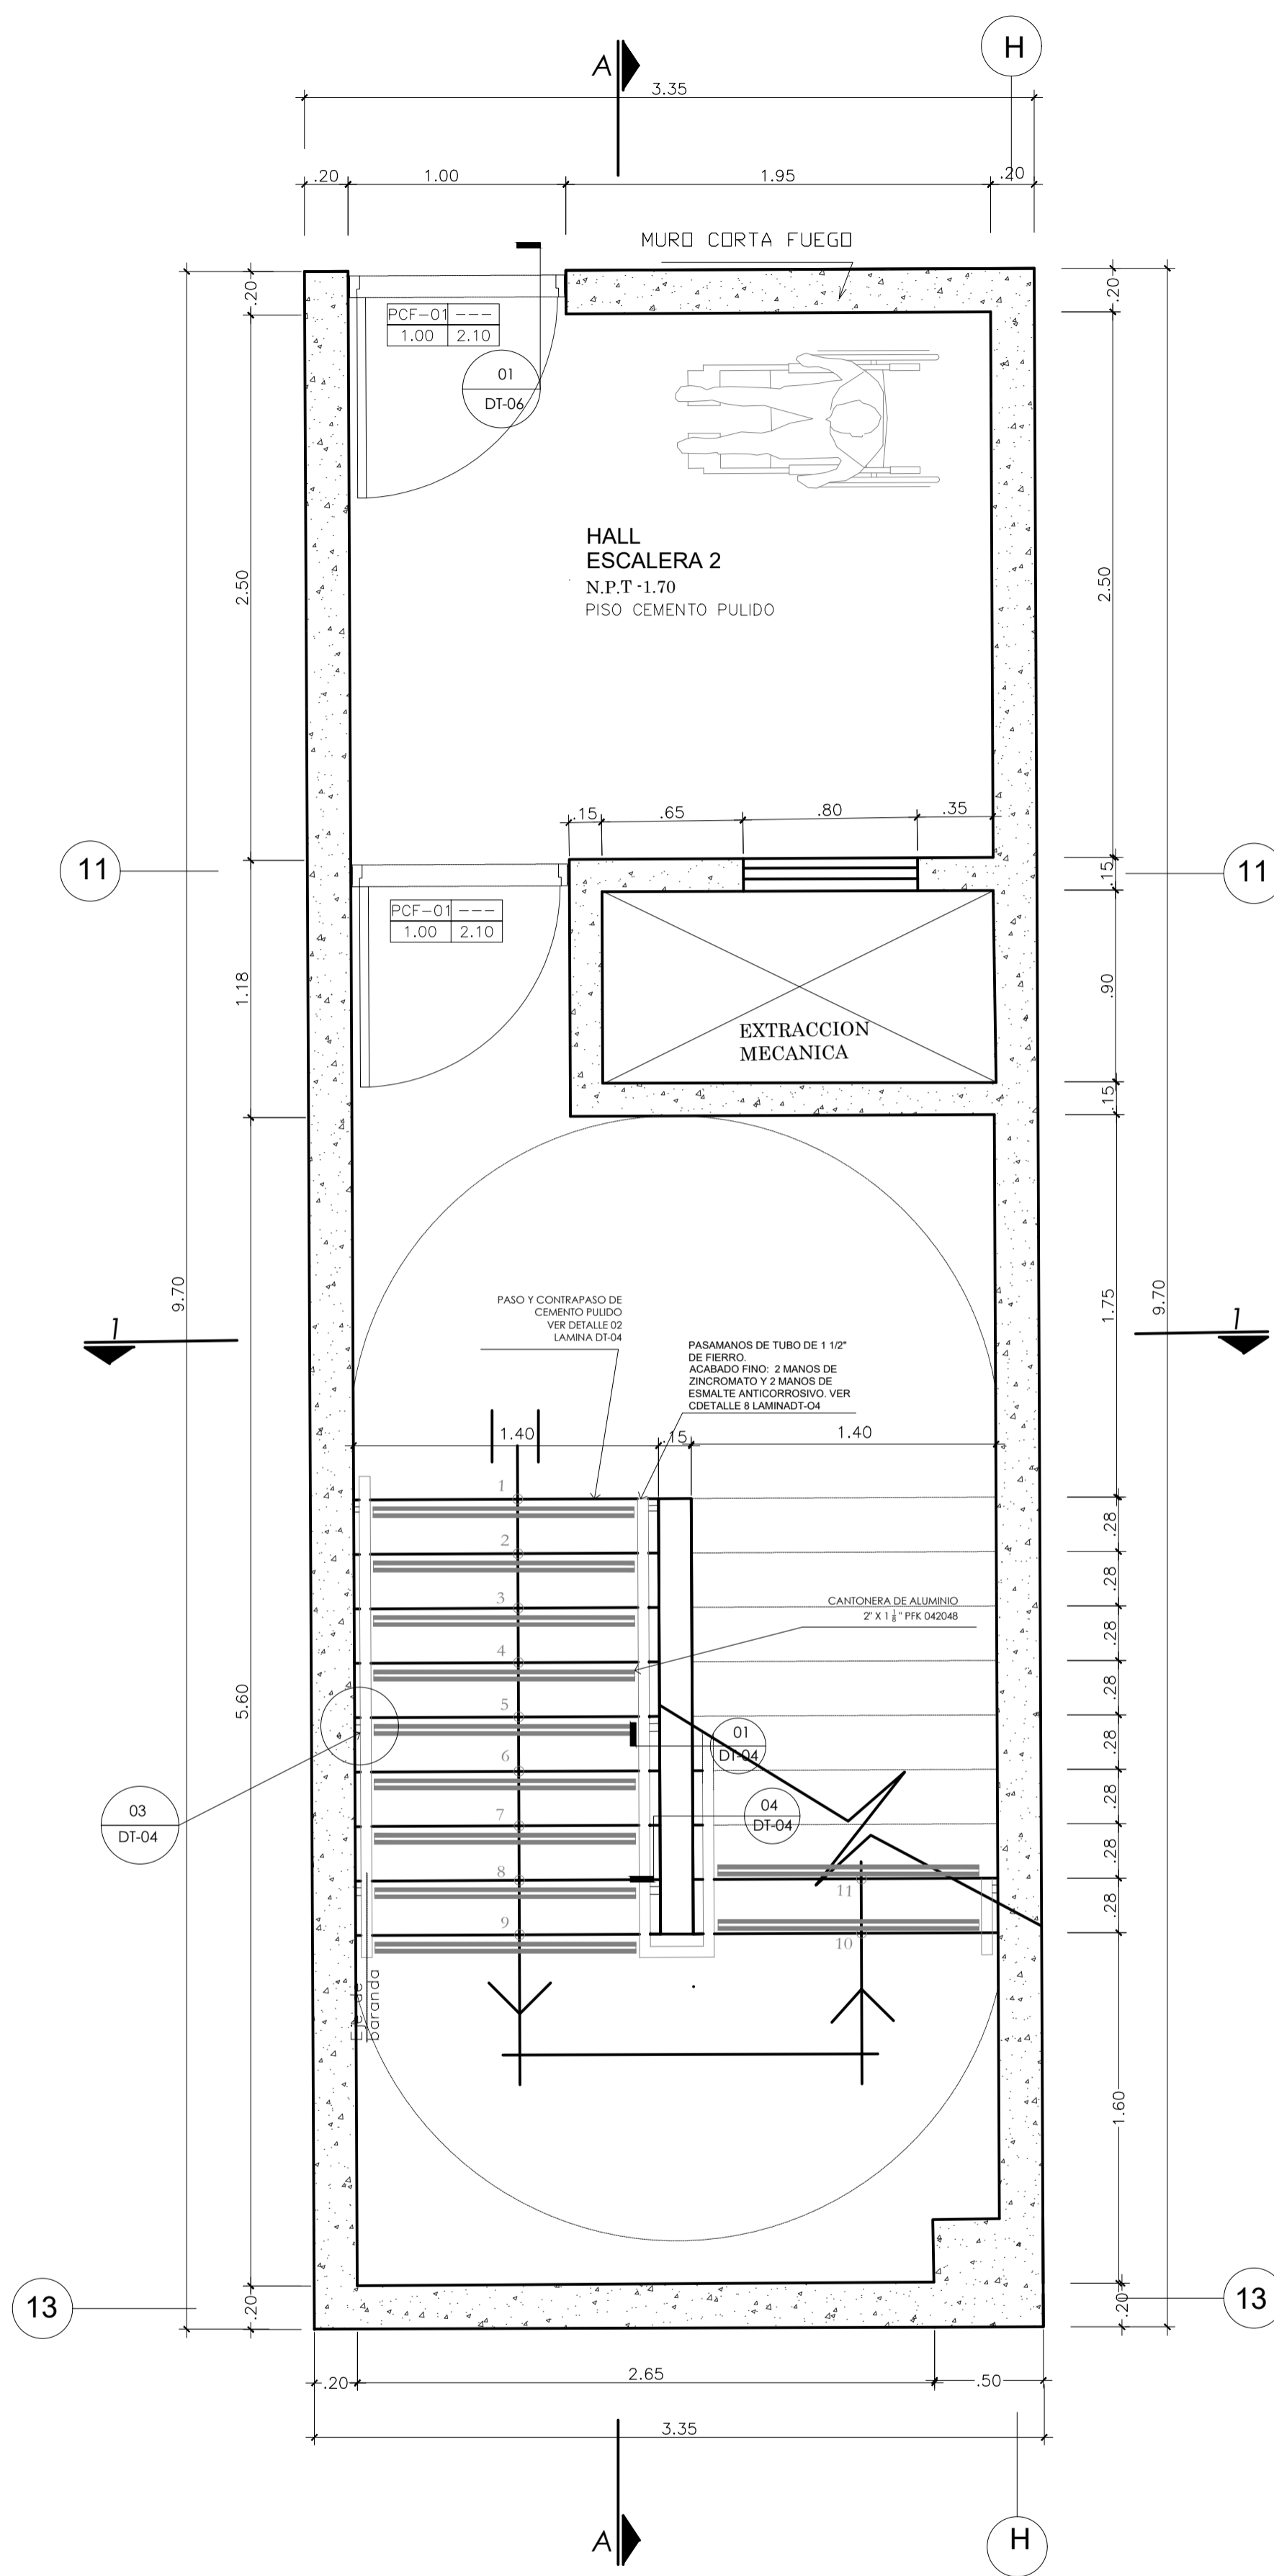 A
H
3.35
.20
1.00
1.95
.20
MURO CORTA FUEGO
.20
.20
PCF-01 ---
1.00 2.10
01
DT-06
HALL
ESCALERA 2
N.P.T -1.70
PISO CEMENTO PULIDO
2.50
2.50
.15
.65
.80
.35
11
11
.15
PCF-01 ---
1.00 2.10
1.18
.90
EXTRACCION
MECANICA
.15
9.70
9.70
1.75
PASO Y CONTRAPASO DE
CEMENTO PULIDO
VER DETALLE 02
LAMINA DT-04
1
1
PASAMANOS DE TUBO DE 1 1/2"
DE FIERRO.
ACABADO FINO: 2 MANOS DE
ZINCROMATO Y 2 MANOS DE
ESMALTE ANTICORROSIVO. VER
CDETALLE 8 LAMINADT-O4
1.40
.15
1.40
1
.28
2
.28
3
.28
CANTONERA DE ALUMINIO
2" X 1 1/8" PFK 042048
4
.28
5
.28
5.60
01
DT-04
6
.28
03
DT-04
04
DT-04
7
.28
8
11
.28
9
10
Eje de
baranda
1.60
13
13
.20
.20
.20
2.65
.50
3.35
A
H